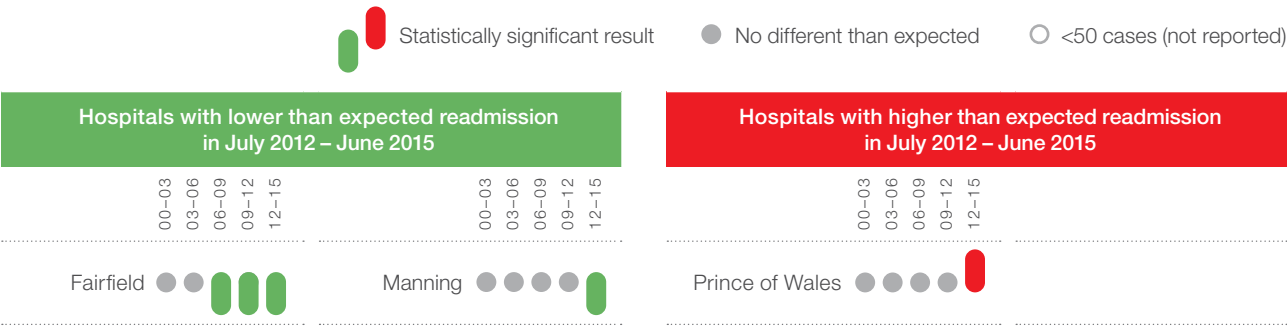 Statistically significant result
No different than expected
<50 cases (not reported)
Hospitals with lower than expected readmission
in July 2012 – June 2015
Hospitals with higher than expected readmission
in July 2012 – June 2015
00–03
03–06
06–09
09–12
12–15
00–03
03–06
06–09
09–12
12–15
00–03
03–06
06–09
09–12
12–15
Fairfield
Manning
Prince of Wales